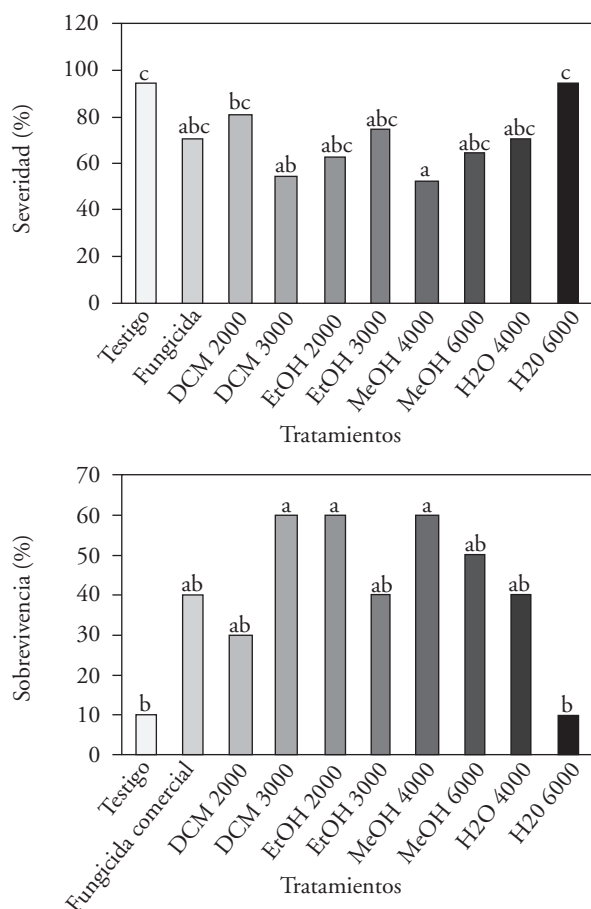 120
100
80
60
40
20
0
Severidad (%)
c
abc
bc
ab
abc
abc
a
abc
abc
c
Testigo
Fungicida
DCM 2000
DCM 3000
EtOH 2000
EtOH 3000
MeOH 4000
MeOH 6000
H2O 4000
H20 6000
Tratamientos
70
60
50
40
30
20
10
0
Sobrevivencia (%)
b
ab
ab
a
a
ab
a
ab
ab
b
Testigo
Fungicida comercial
DCM 2000
DCM 3000
EtOH 2000
EtOH 3000
MeOH 4000
MeOH 6000
H2O 4000
H20 6000
Tratamientos